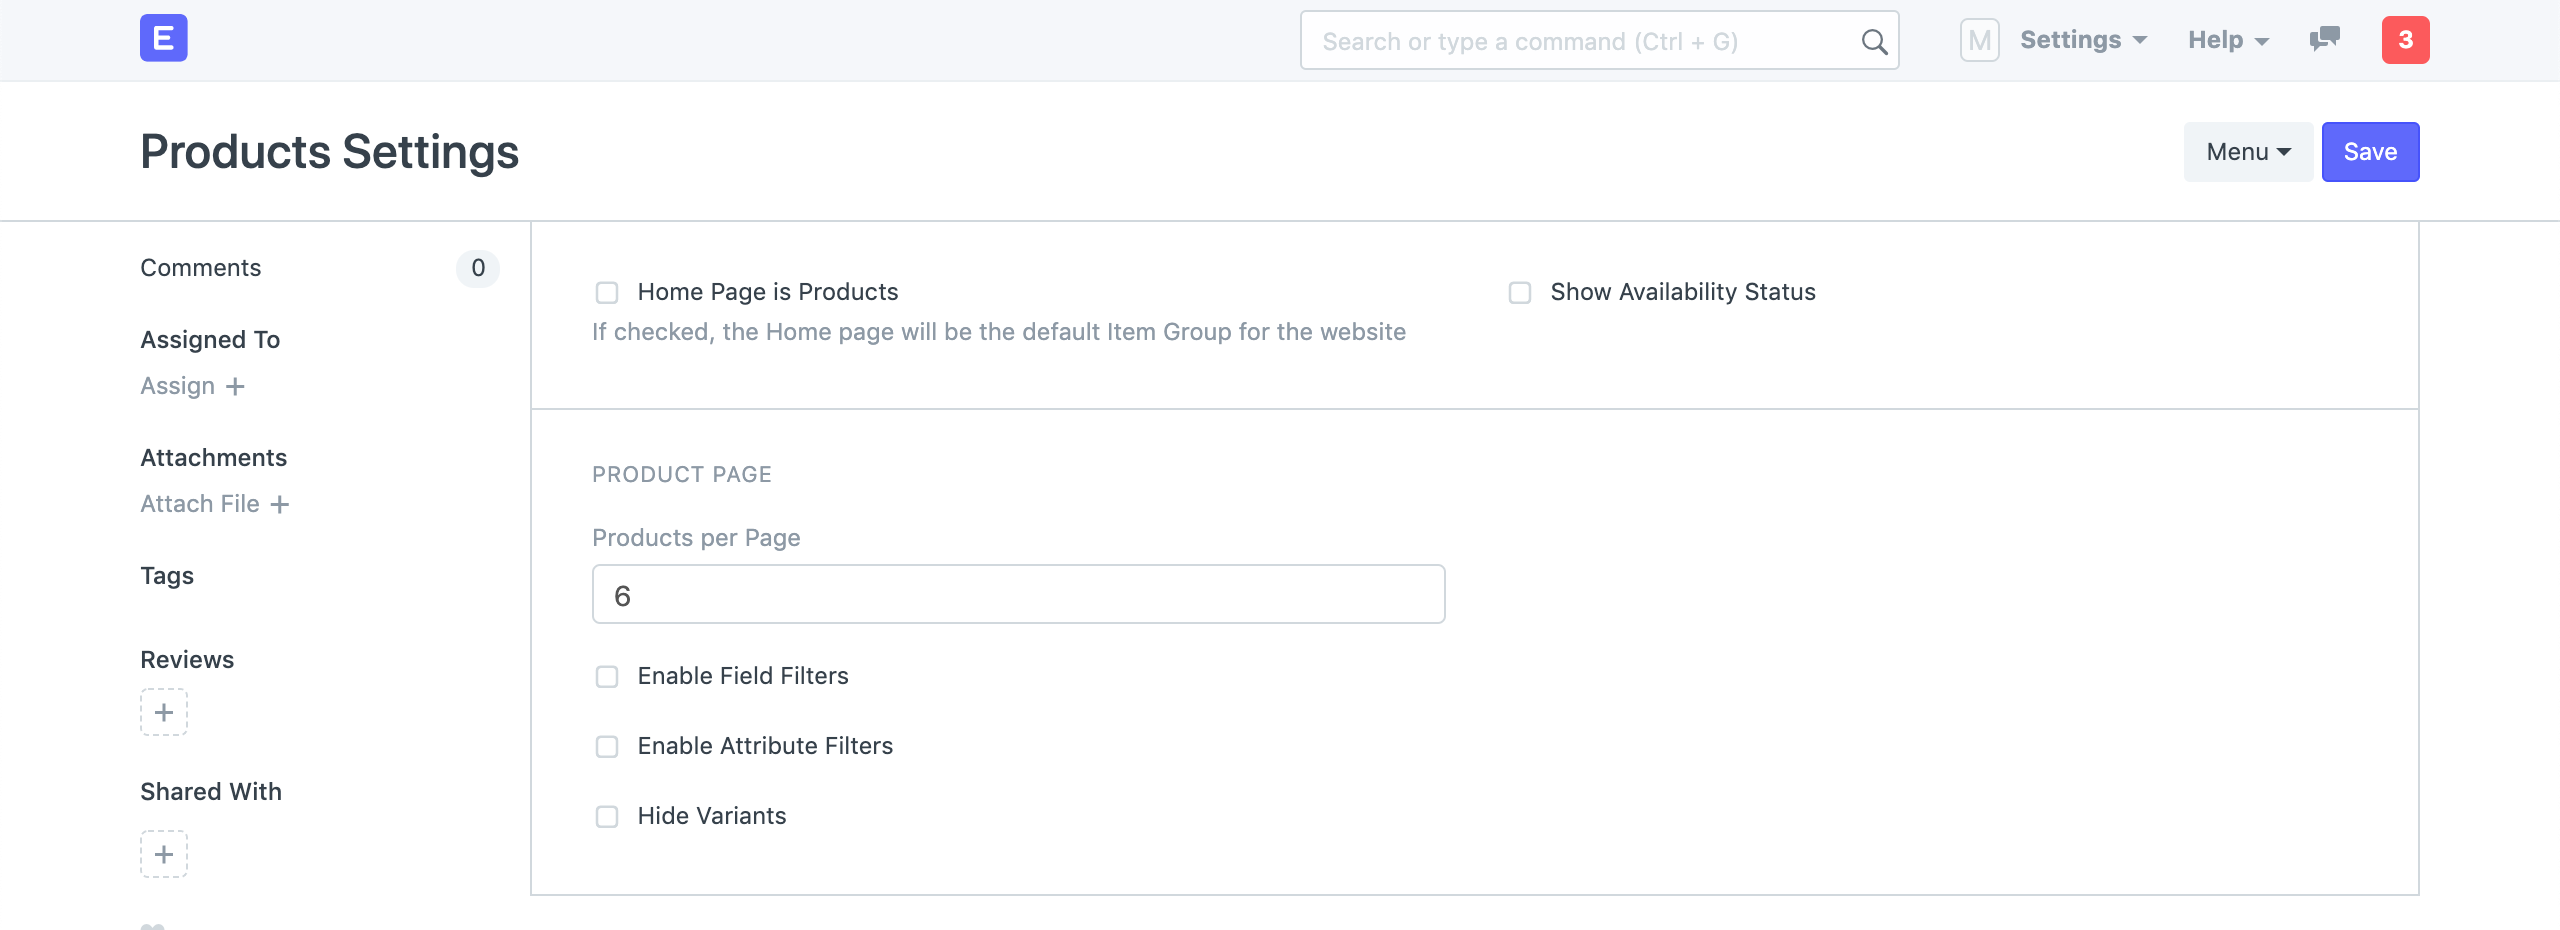 E
Search or type a command (Ctrl + G)
M
Settings
Help
3
Products Settings
Menu
Save
Comments
0
Assigned To
Assign +
Attachments
Attach File +
Tags
Reviews
+
Shared With
+
Home Page is Products
If checked, the Home page will be the default Item Group for the website
Show Availability Status
PRODUCT PAGE
Products per Page
6
Enable Field Filters
Enable Attribute Filters
Hide Variants